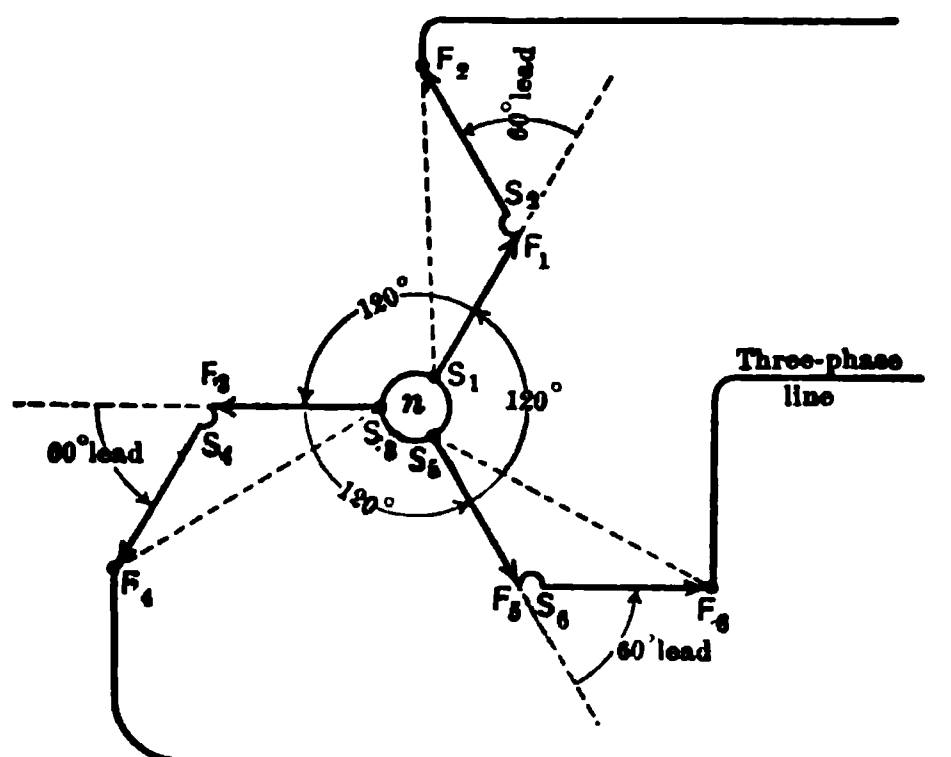 F₂
60° lead
S₂
F₁
120°
S₁
Three-phase
line
F₃
n
120°
S₃
S₄
S₅
60° lead
120°
F₄
F₅
S₆
F₆
60° lead